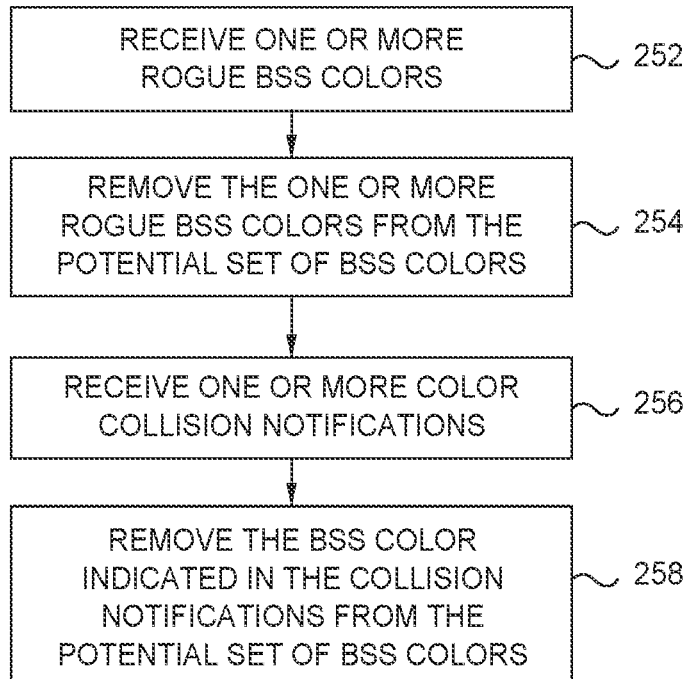 RECEIVE ONE OR MORE
ROGUE BSS COLORS
252
REMOVE THE ONE OR MORE
ROGUE BSS COLORS FROM THE
POTENTIAL SET OF BSS COLORS
254
RECEIVE ONE OR MORE COLOR
COLLISION NOTIFICATIONS
256
REMOVE THE BSS COLOR
INDICATED IN THE COLLISION
NOTIFICATIONS FROM THE
POTENTIAL SET OF BSS COLORS
258